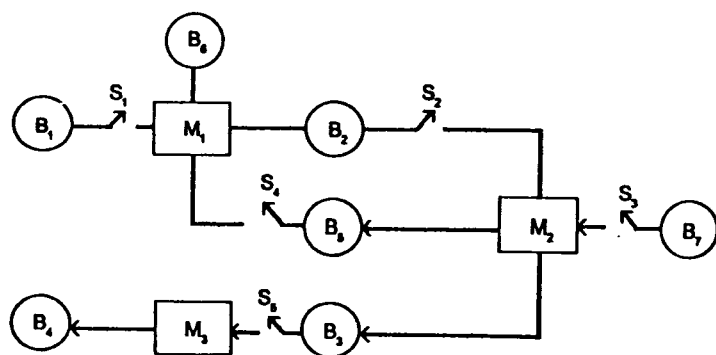 B₆
S₁
S₂
B₁
M₁
B₂
S₄
S₃
B₅
M₂
B₇
S₅
B₄
M₃
B₃